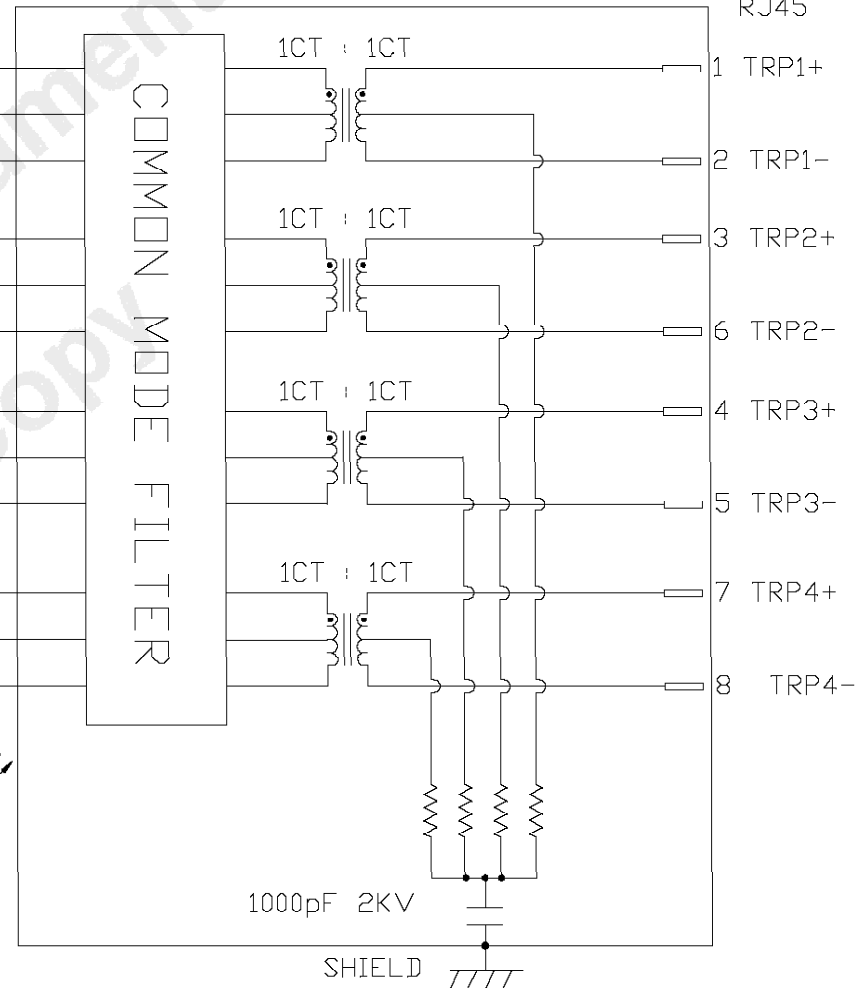 RJ45
1CT : 1CT
1 TRP1+
2 TRP1-
1CT : 1CT
3 TRP2+
6 TRP2-
1CT : 1CT
4 TRP3+
5 TRP3-
1CT : 1CT
7 TRP4+
8 TRP4-
COMMON MODE FILTER
1000pF 2KV
SHIELD
copy